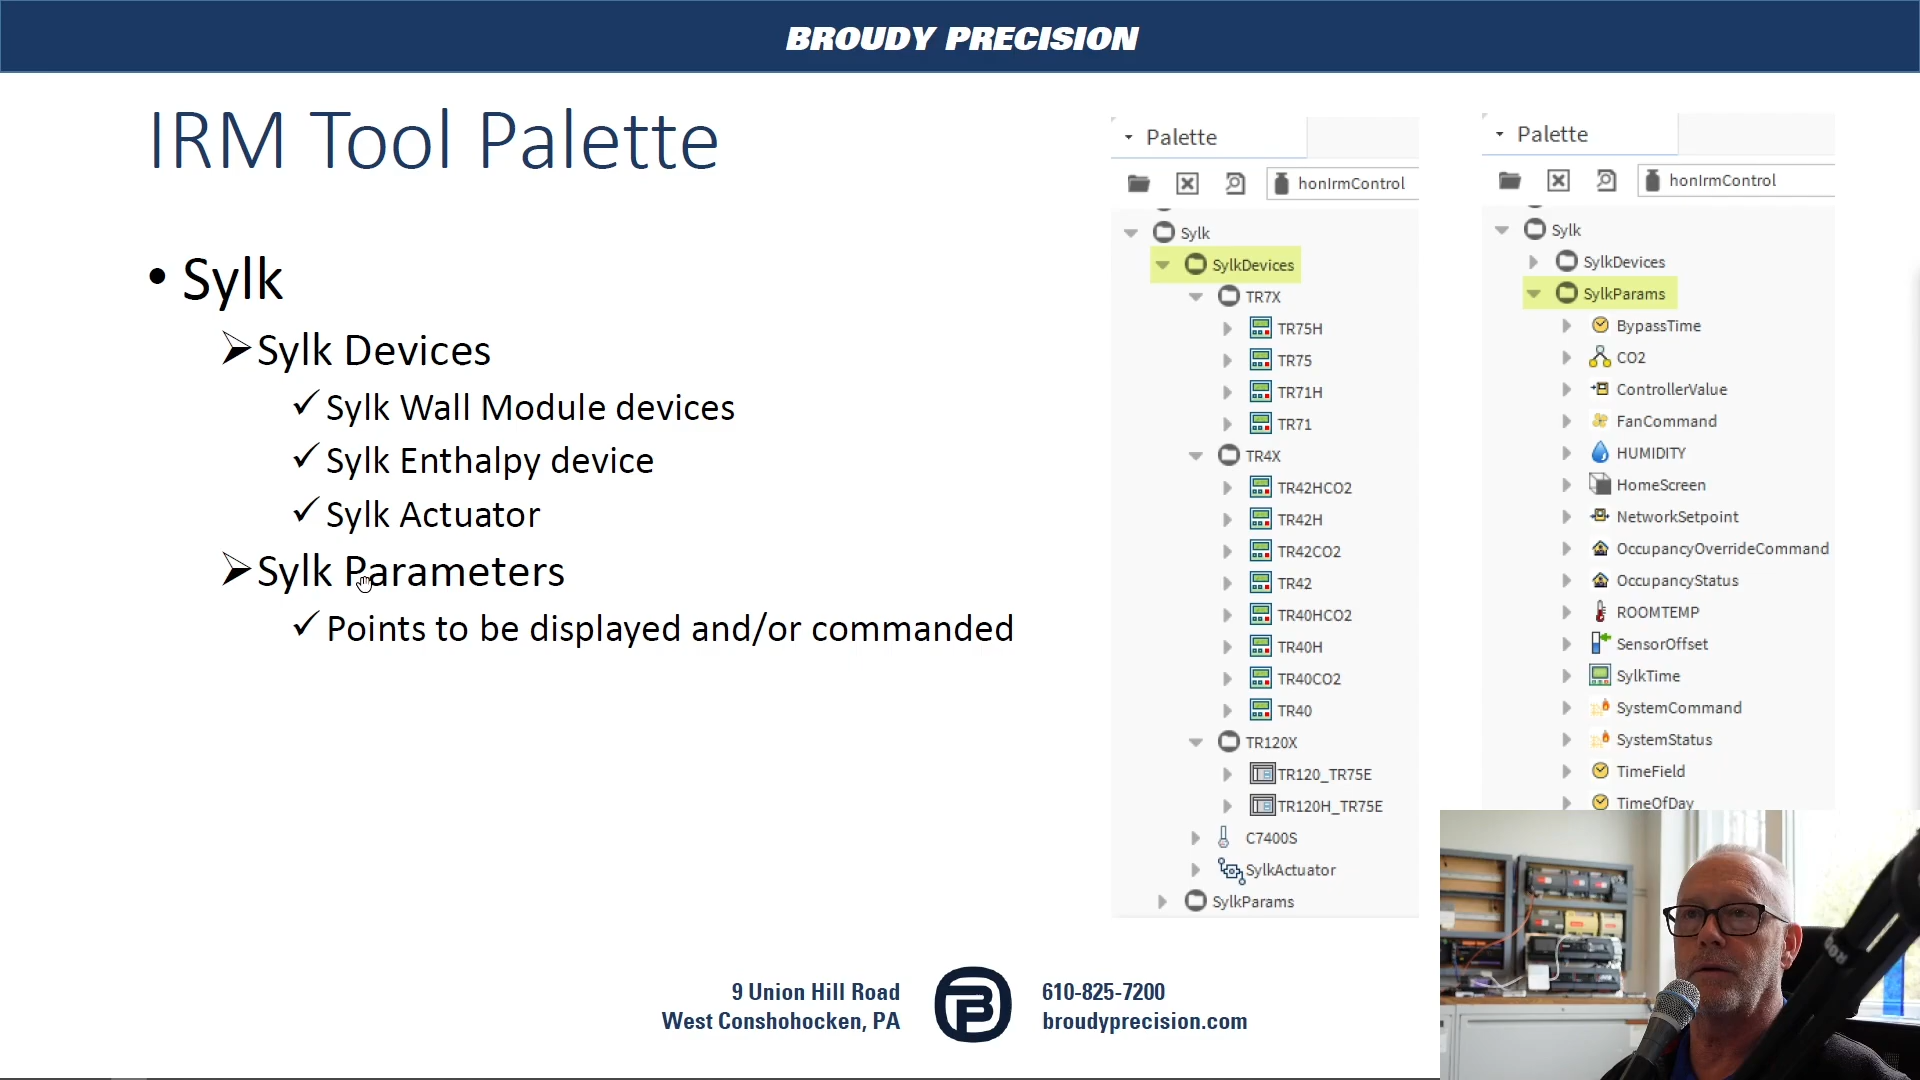 BROUDY PRECISION
IRM Tool Palette
• Sylk
Sylk Devices
Sylk Wall Module devices
Sylk Enthalpy device
Sylk Actuator
Sylk Parameters
Points to be displayed and/or commanded
Palette
honIrmControl
Sylk
SylkDevices
TR7X
TR75H
TR75
TR71H
TR71
TR4X
TR42HCO2
TR42H
TR42CO2
TR42
TR40HCO2
TR40H
TR40CO2
TR40
TR120X
TR120_TR75E
TR120H_TR75E
C7400S
SylkActuator
SylkParams
Palette
honIrmControl
Sylk
SylkDevices
SylkParams
BypassTime
CO2
ControllerValue
FanCommand
HUMIDITY
HomeScreen
NetworkSetpoint
OccupancyOverrideCommand
OccupancyStatus
ROOMTEMP
SensorOffset
SylkTime
SystemCommand
SystemStatus
TimeField
TimeOfDay
9 Union Hill Road
West Conshohocken, PA
B
610-825-7200
broudyprecision.com